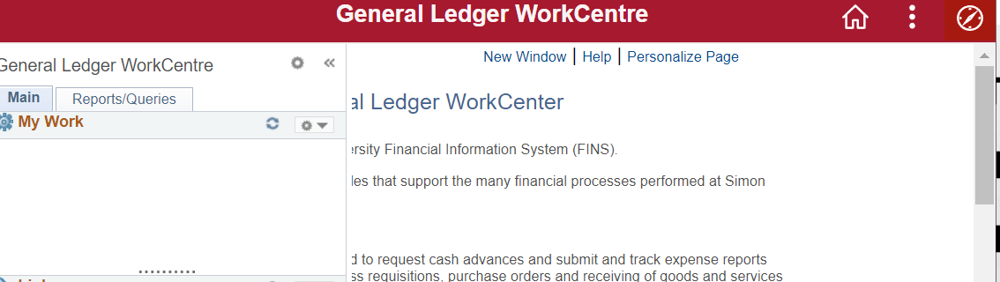 General Ledger WorkCentre
General Ledger WorkCentre
Main
Reports/Queries
My Work
New Window | Help | Personalize Page
al Ledger WorkCenter
ersity Financial Information System (FINS).
les that support the many financial processes performed at Simon
d to request cash advances and submit and track expense reports
ss requisitions, purchase orders and receiving of goods and services